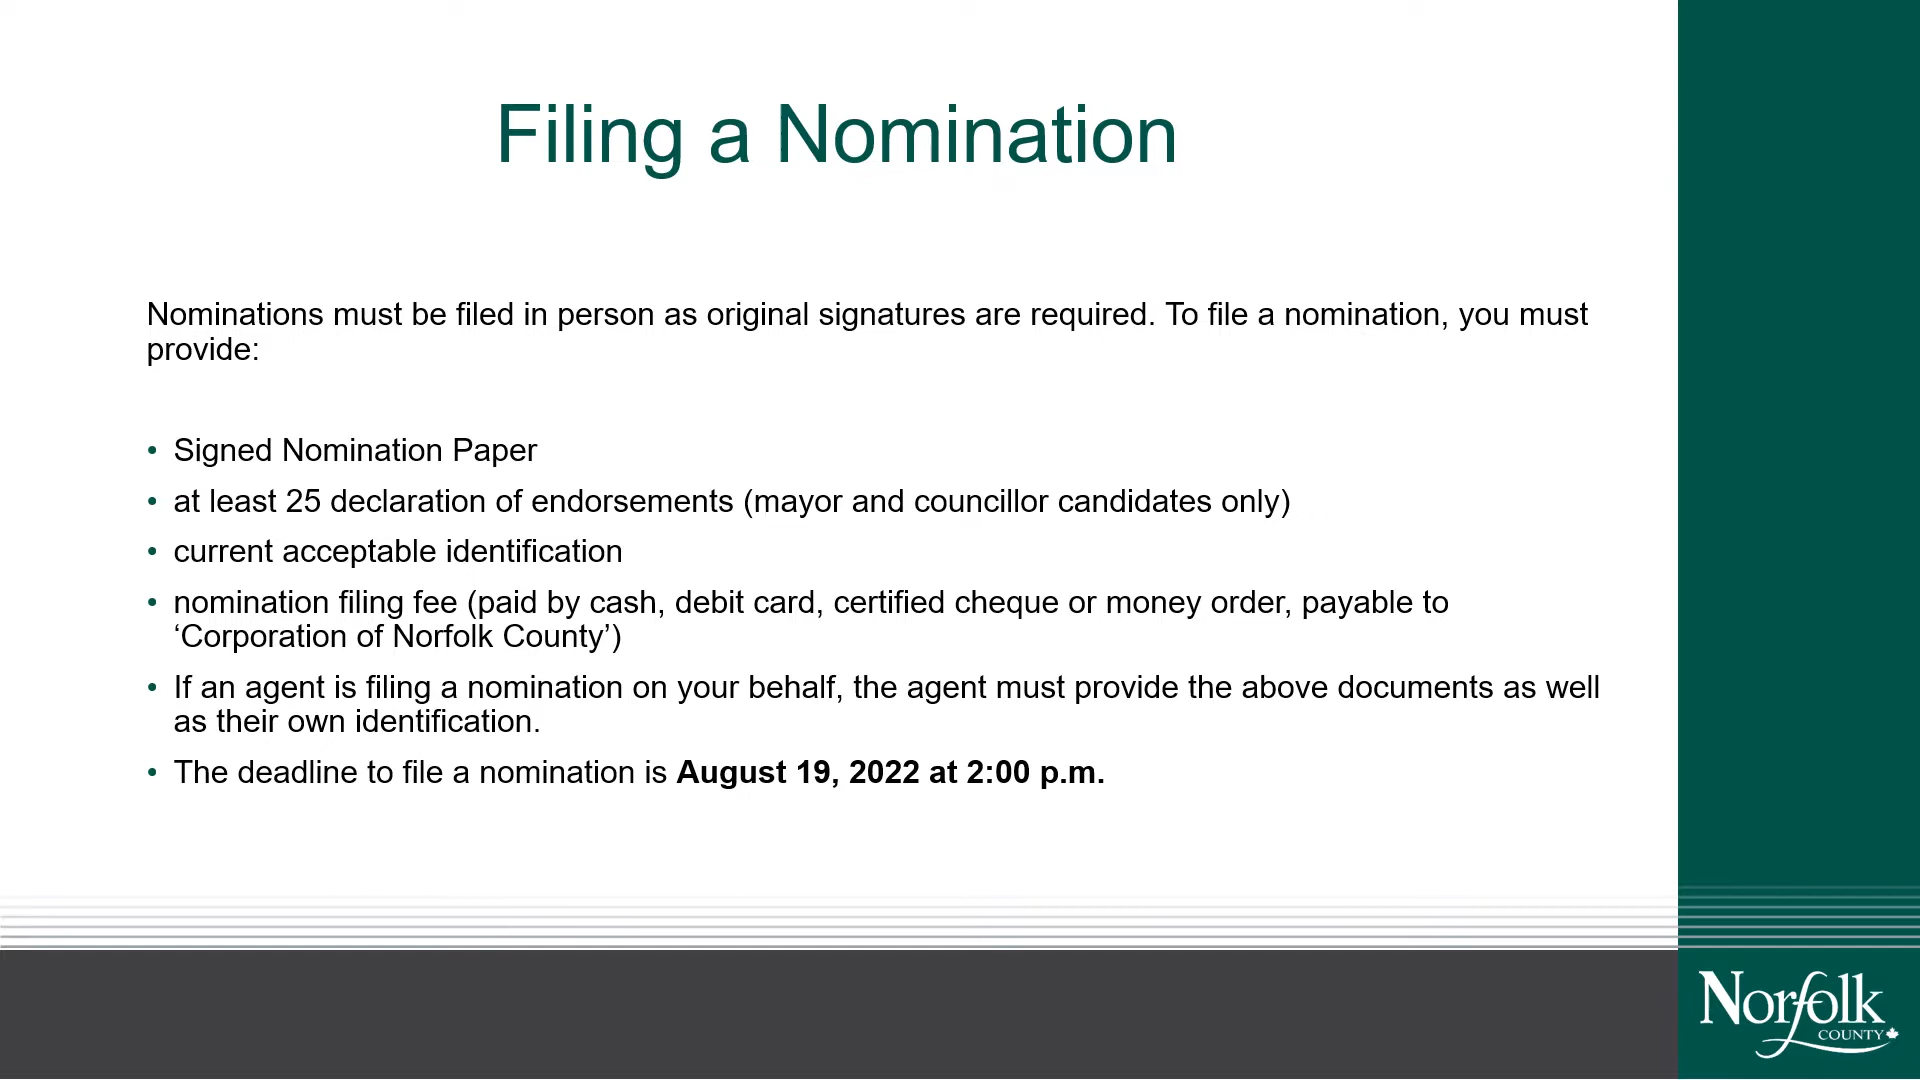 Filing a Nomination
Nominations must be filed in person as original signatures are required. To file a nomination, you must
provide:
• Signed Nomination Paper
• at least 25 declaration of endorsements (mayor and councillor candidates only)
• current acceptable identification
• nomination filing fee (paid by cash, debit card, certified cheque or money order, payable to
‘Corporation of Norfolk County’)
• If an agent is filing a nomination on your behalf, the agent must provide the above documents as well
as their own identification.
• The deadline to file a nomination is August 19, 2022 at 2:00 p.m.
Norfolk
COUNTY